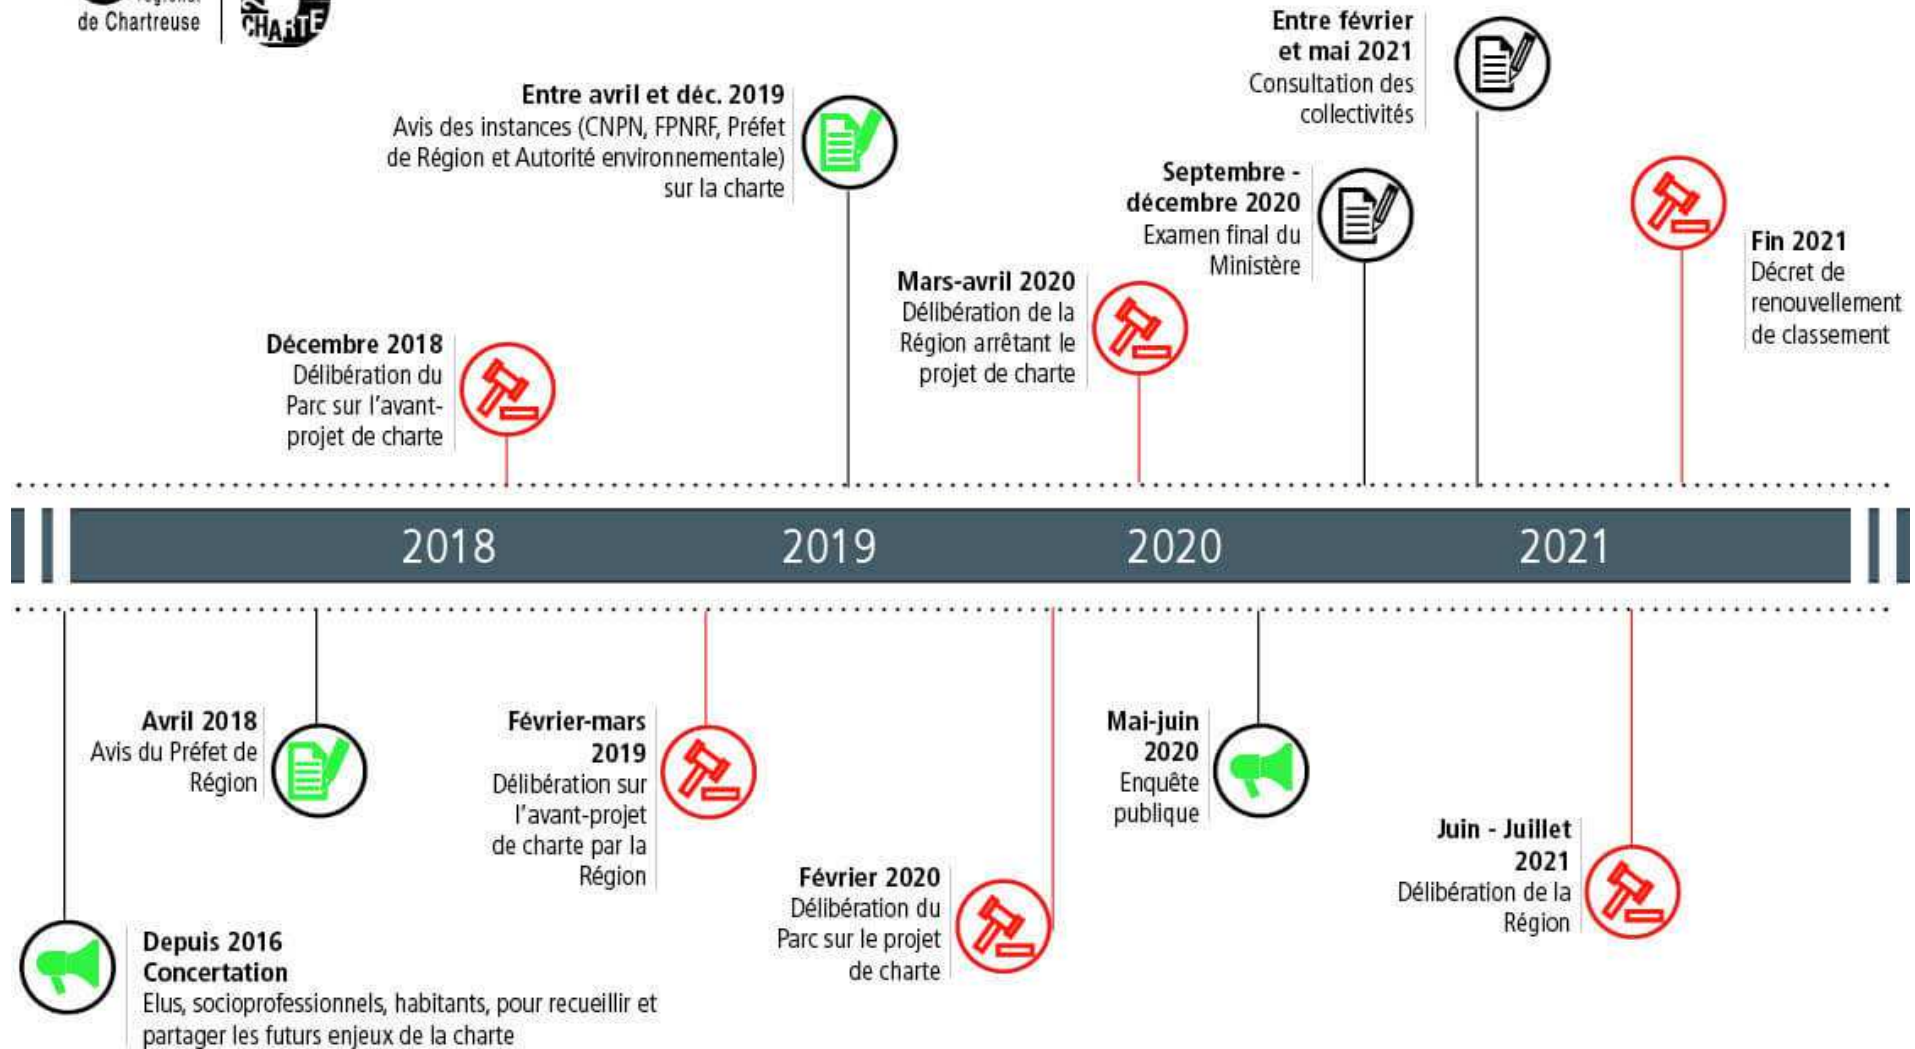 régional
de Chartreuse
CHARTE
Entre février
et mai 2021
Consultation des
collectivités
Entre avril et déc. 2019
Avis des instances (CNPN, FPNRF, Préfet
de Région et Autorité environnementale)
sur la charte
Septembre -
décembre 2020
Examen final du
Ministère
Fin 2021
Décret de
renouvellement
de classement
Mars-avril 2020
Délibération de la
Région arrêtant le
projet de charte
Décembre 2018
Délibération du
Parc sur l'avant-
projet de charte
2018
2019
2020
2021
Avril 2018
Avis du Préfet de
Région
Février-mars
2019
Délibération sur
l'avant-projet
de charte par la
Région
Mai-juin
2020
Enquête
publique
Juin - Juillet
2021
Délibération de la
Région
Février 2020
Délibération du
Parc sur le projet
de charte
Depuis 2016
Concertation
Elus, socioprofessionnels, habitants, pour recueillir et
partager les futurs enjeux de la charte